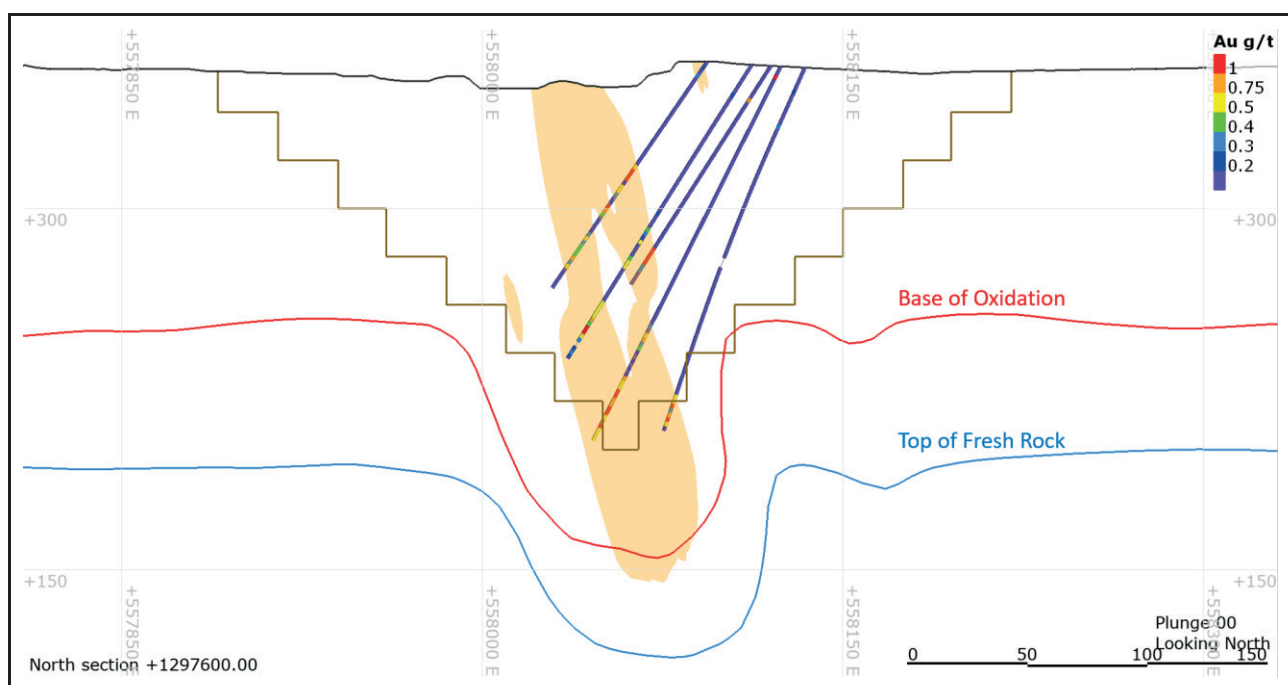 Au g/t
1
0.75
0.5
0.4
0.3
0.2
+557850 E
+558000 E
+558150 E
+300
+300
Base of Oxidation
Top of Fresh Rock
+150
+150
+557850 E
+558000 E
+558150 E
+558300 E
Plunge 00
Looking North
0 50 100 150
North section +1297600.00